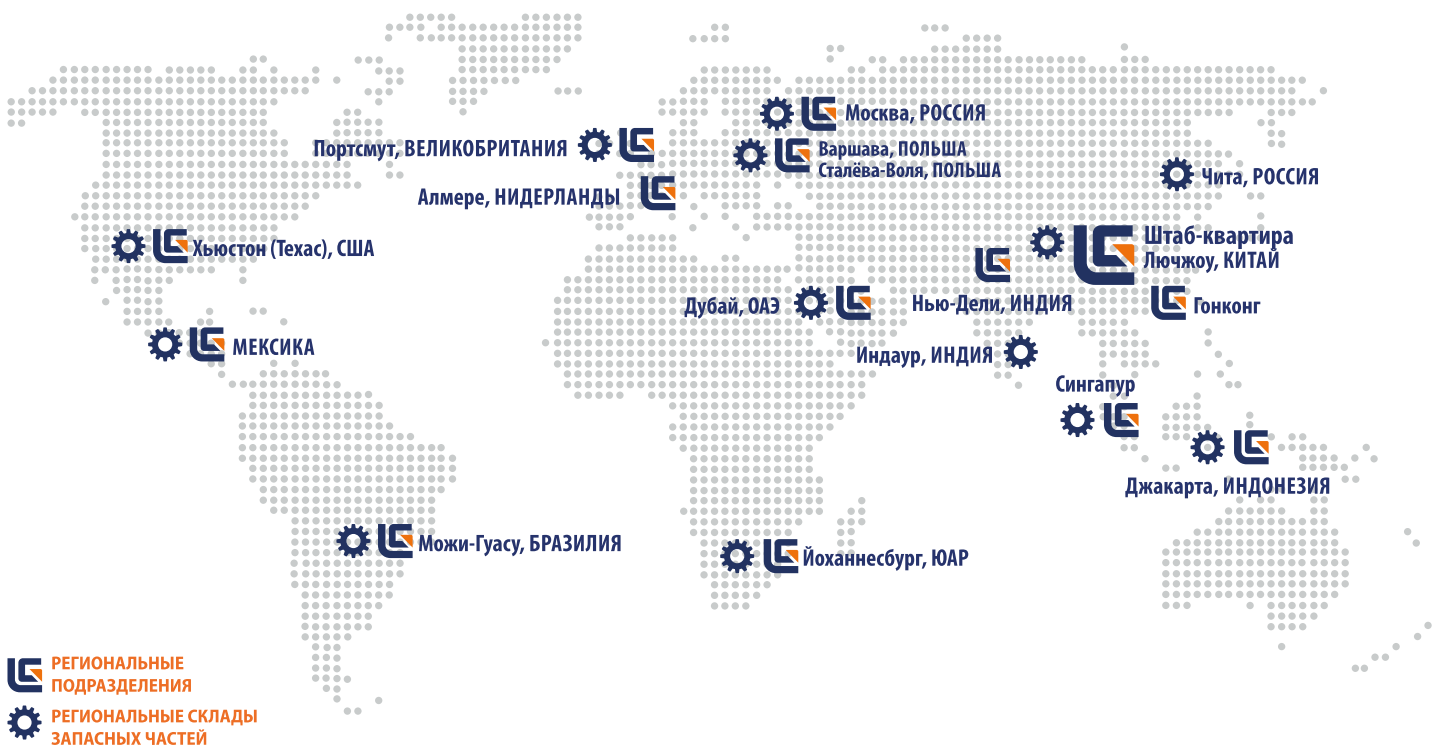 Москва, РОССИЯ
Портсмут, ВЕЛИКОБРИТАНИЯ
Варшава, ПОЛЬША
Сталёва-Воля, ПОЛЬША
Чита, РОССИЯ
Алмере, НИДЕРЛАНДЫ
Хьюстон (Техас), США
Штаб-квартира
Лючжоу, КИТАЙ
Дубай, ОАЭ
Нью-Дели, ИНДИЯ
Гонконг
МЕКСИКА
Индаур, ИНДИЯ
Сингапур
Джакарта, ИНДОНЕЗИЯ
Можи-Гуасу, БРАЗИЛИЯ
Йоханнесбург, ЮАР
РЕГИОНАЛЬНЫЕ
ПОДРАЗДЕЛЕНИЯ
РЕГИОНАЛЬНЫЕ СКЛАДЫ
ЗАПАСНЫХ ЧАСТЕЙ